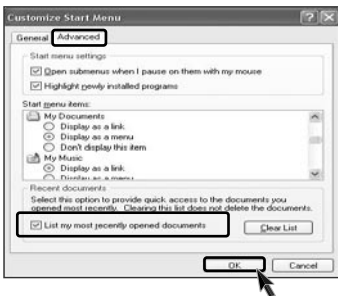 Customize Start Menu
General Advanced
Start menu settings
Open submenus when I pause on them with my mouse
Highlight newly installed programs
Start menu items:
My Documents
Display as a link
Display as a menu
Don't display this item
My Music
Display as a link
Display as a menu
Recent documents
Select this option to provide quick access to the documents you
opened most recently. Clearing this list does not delete the documents.
List my most recently opened documents
Clear List
OK Cancel